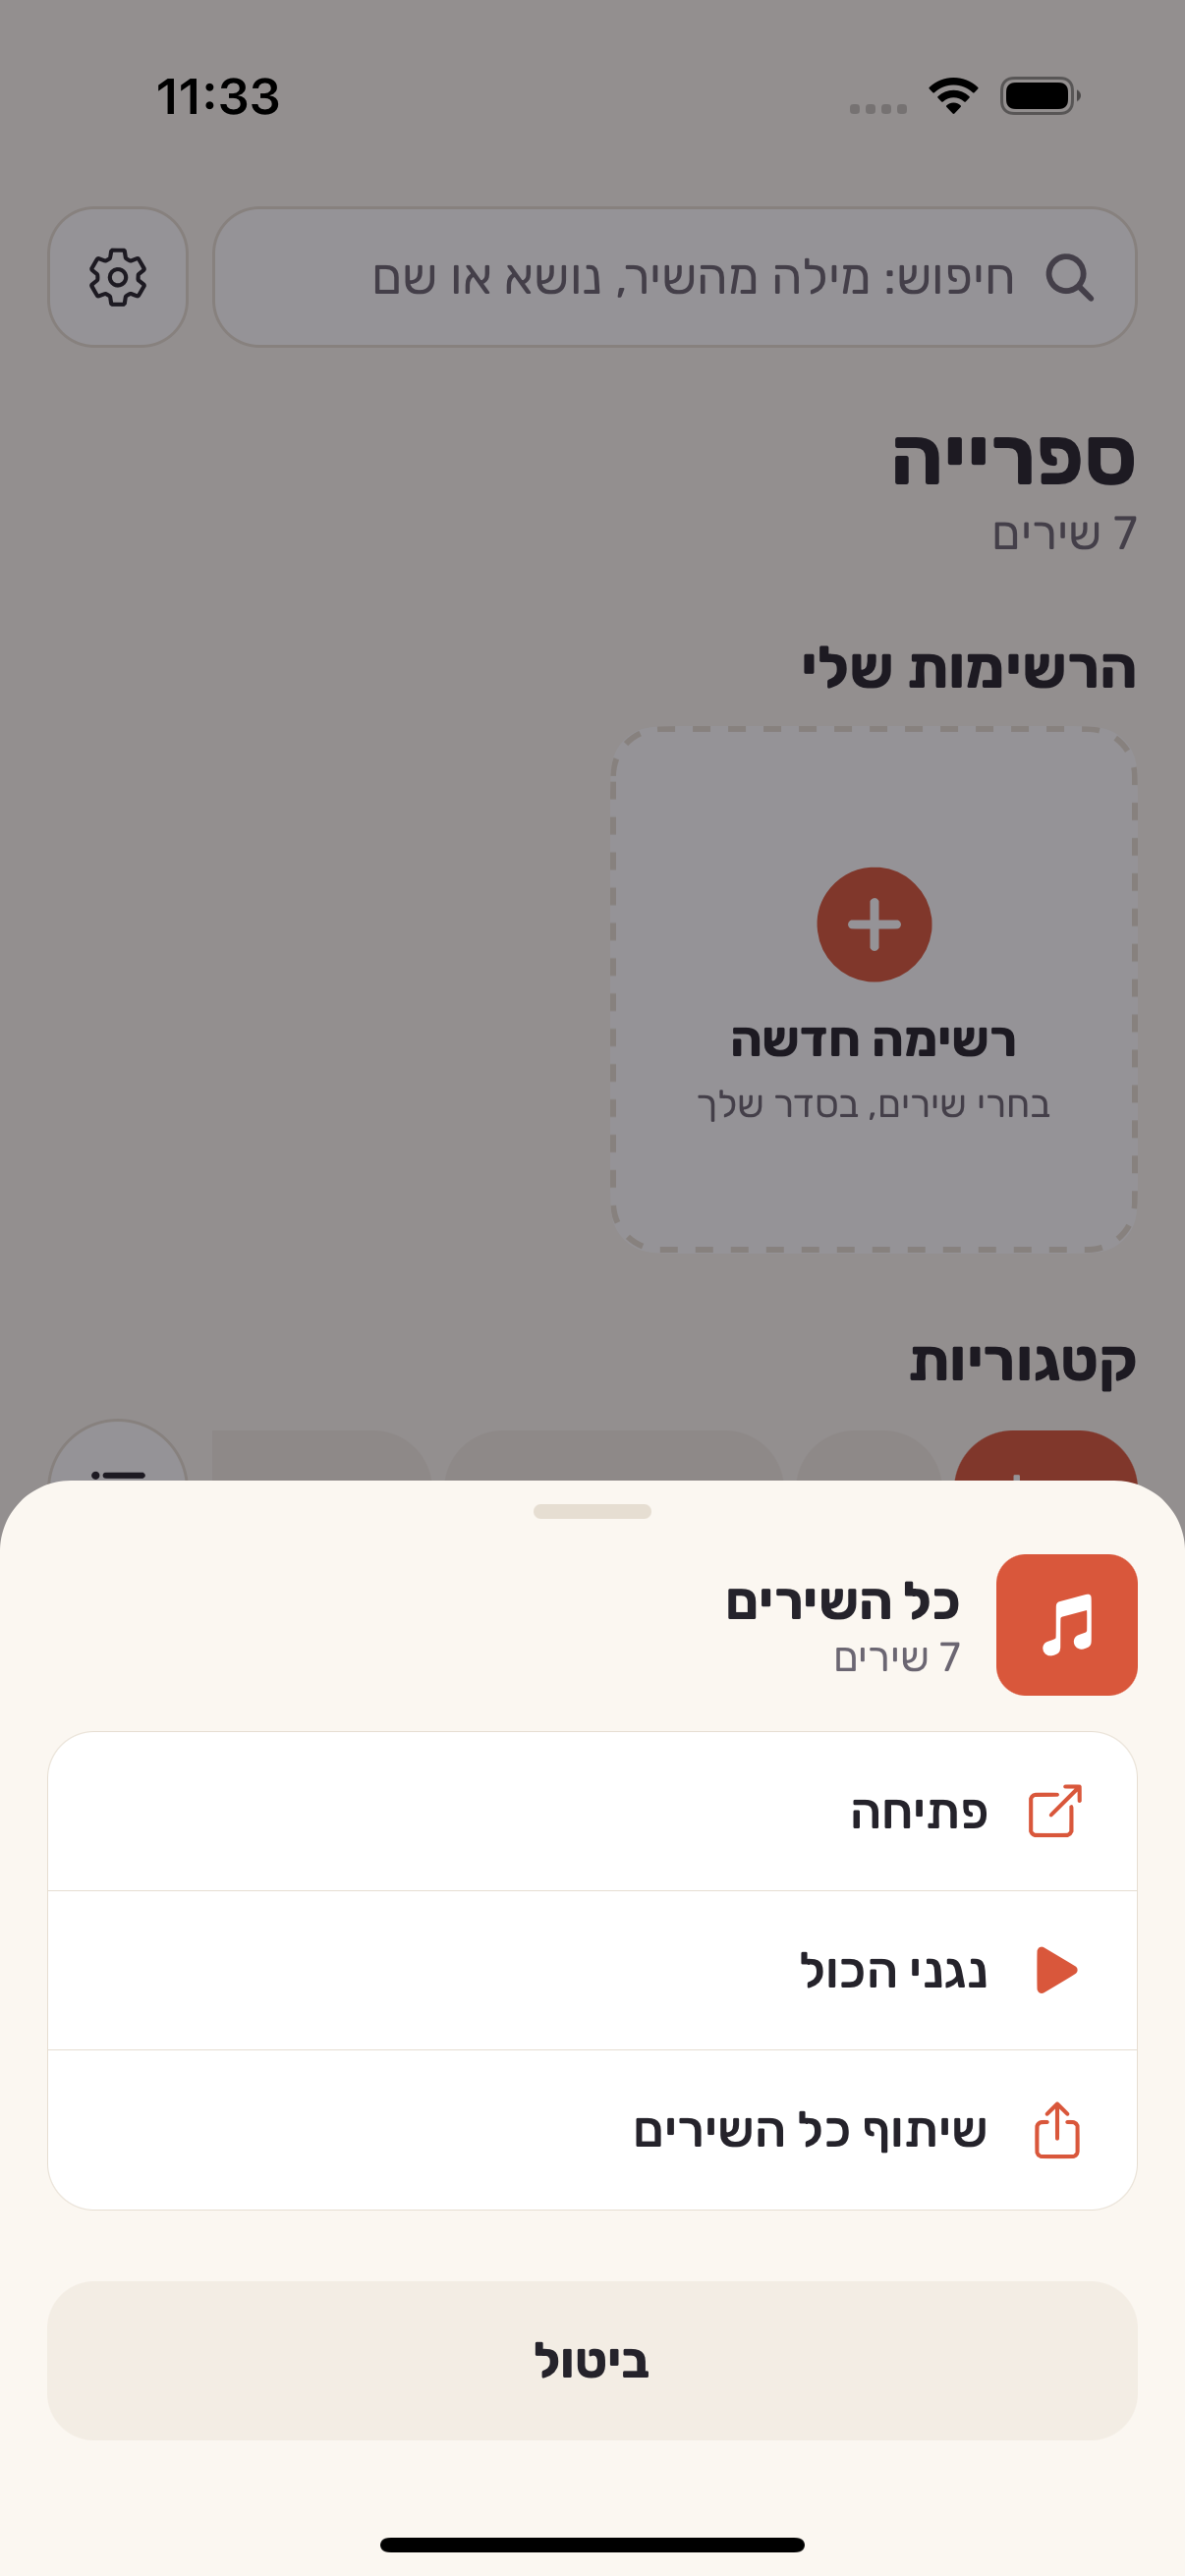 11:33
חיפוש: מילה מהשיר, נושא או שם
ספרייה
7 שירים
הרשימות שלי
רשימה חדשה
בחרי שירים, בסדר שלך
קטגוריות
כל השירים
7 שירים
פתיחה
נגני הכול
שיתוף כל השירים
ביטול